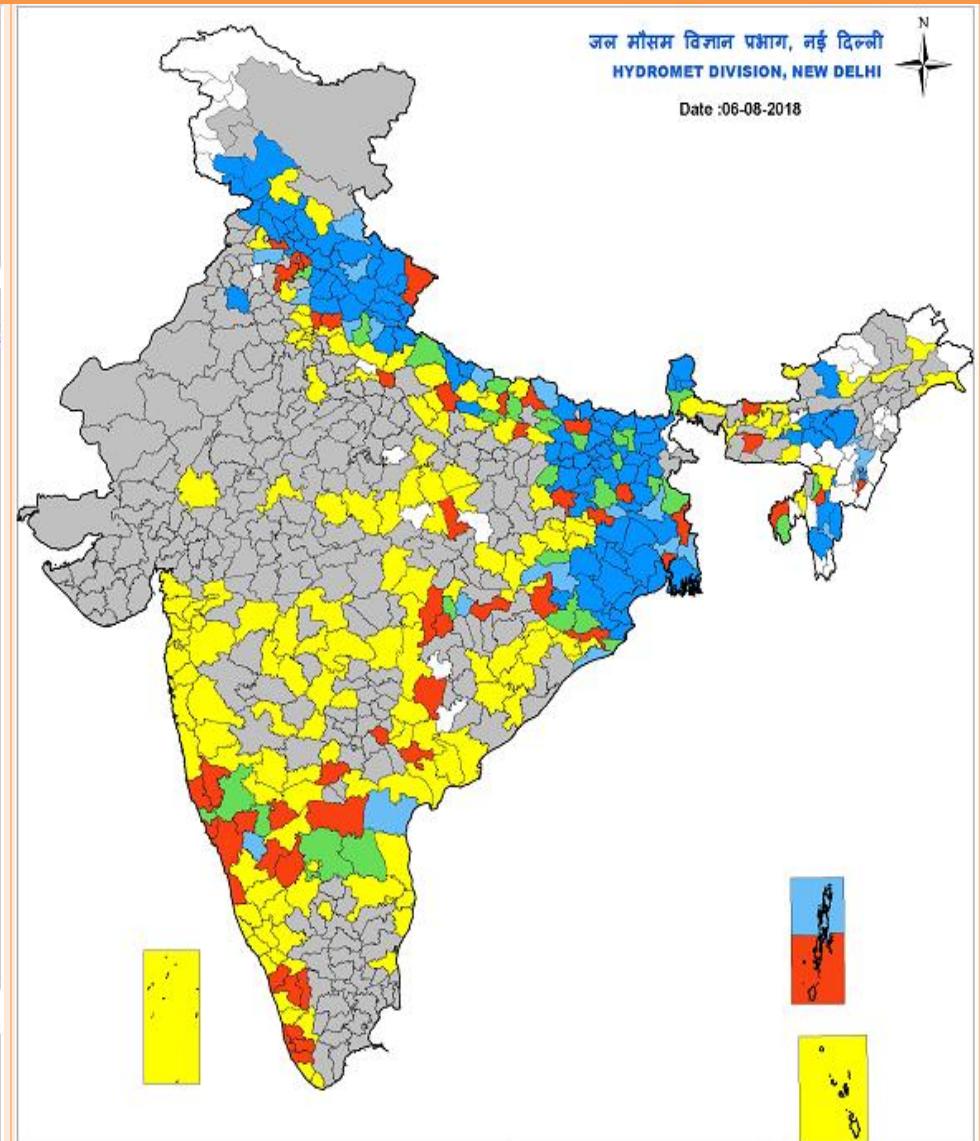 N
जल मौसम विज्ञान प्रभाग, नई दिल्ली
HYDROMET DIVISION, NEW DELHI
Date :06-08-2018